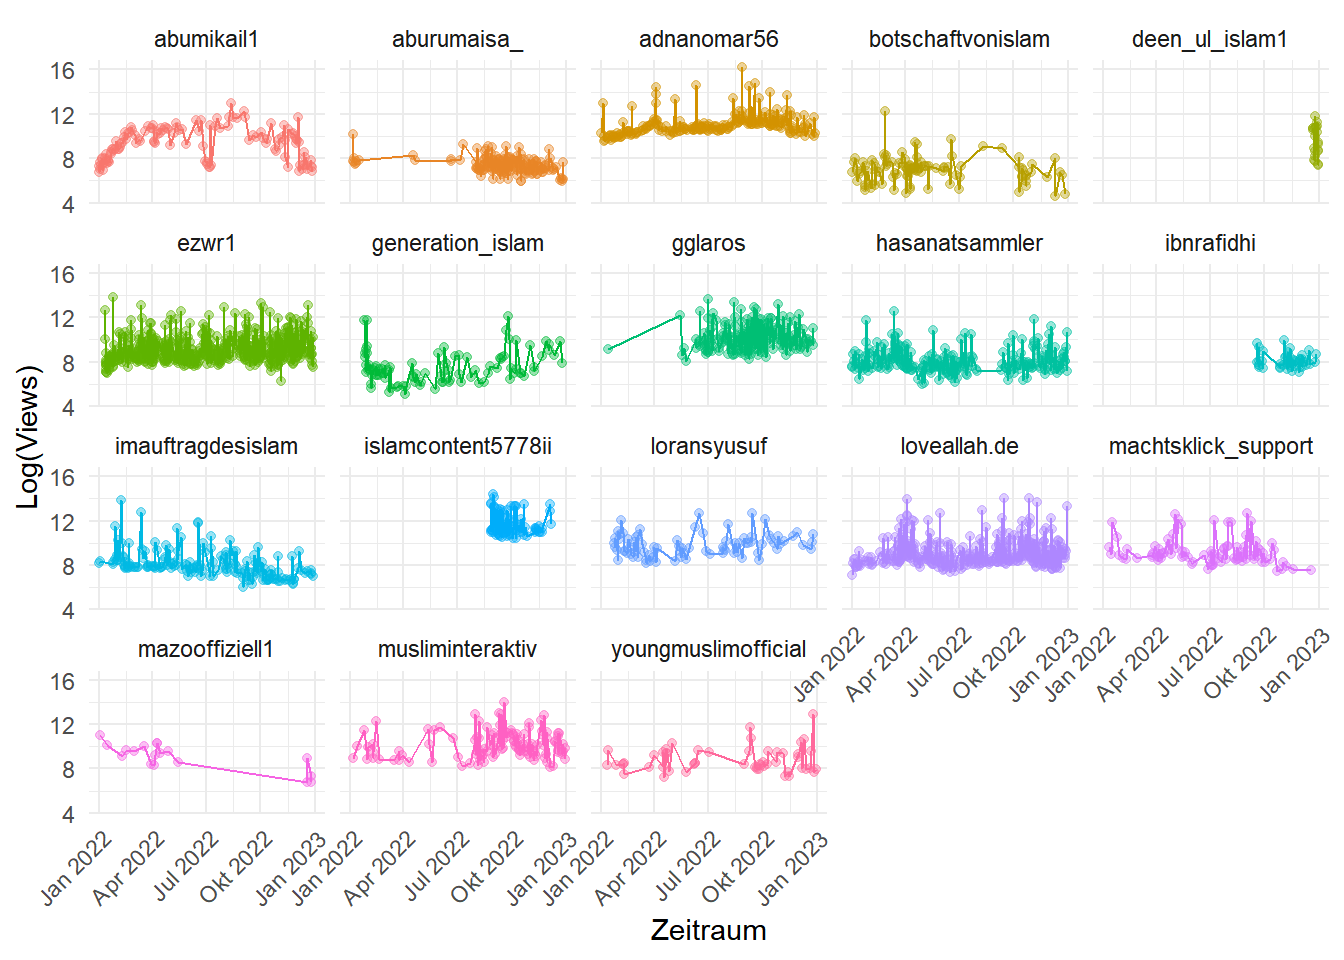 abumikail1 aburumaisa_ adnanomar56 botschaftvonislam deen_ul_islam1
16
12
8
4
ezwr1 generation_islam gglaros hasanatsammler ibnrafidhi
16
12
8
4
Log(Views)
imauftragdesislam islamcontent5778ii loransyusuf loveallah.de machtsklick_support
16
12
8
4
Jan 2022 Apr 2022 Jul 2022 Okt 2022 Jan 2023 Jan 2022 Apr 2022 Jul 2022 Okt 2022 Jan 2023
mazooffiziell1 musliminteraktiv youngmuslimofficial
16
12
8
4
Jan 2022 Apr 2022 Jul 2022 Okt 2022 Jan 2023 Jan 2022 Apr 2022 Jul 2022 Okt 2022 Jan 2023 Jan 2022 Apr 2022 Jul 2022 Okt 2022 Jan 2023
Zeitraum